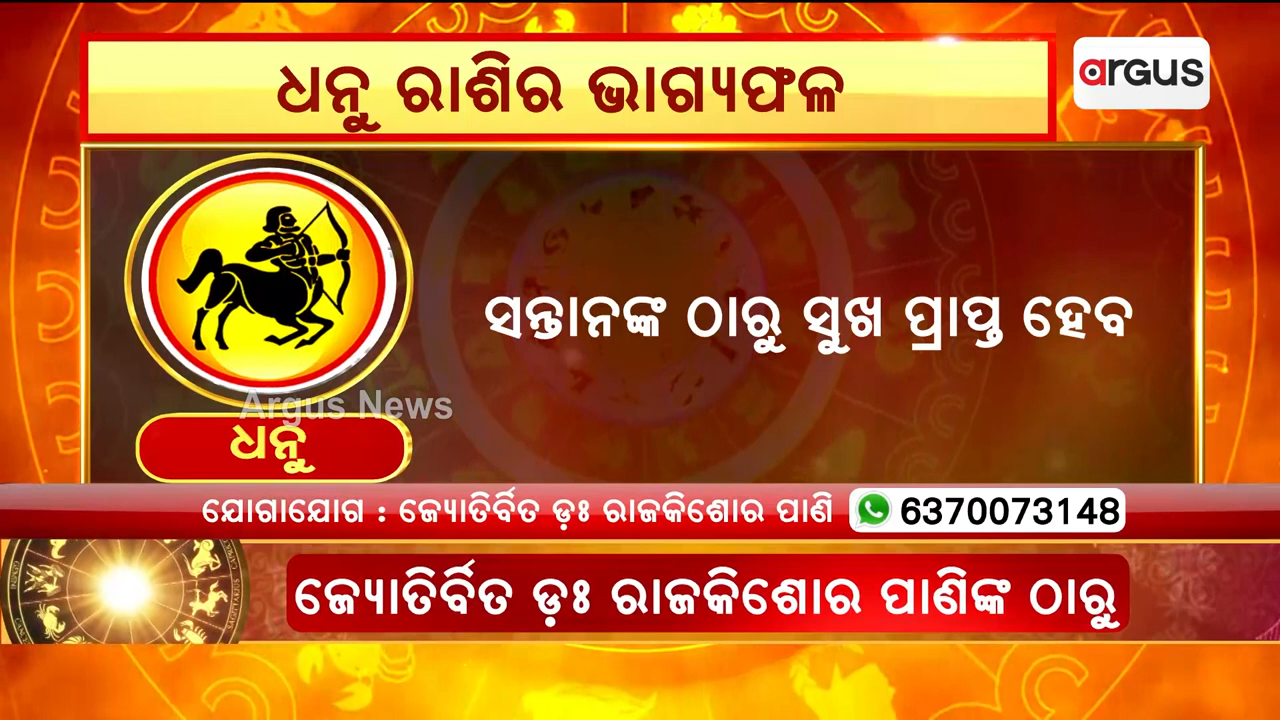 ଧନୁ ରାଶିର ଭାଗ୍ୟଫଳ
argus
ସନ୍ତାନଙ୍କ ଠାରୁ ସୁଖ ପ୍ରାପ୍ତ ହେବ
Argus News
ଧନୁ
ଯୋଗାଯୋଗ : ଜ୍ୟୋତିର୍ବିତ ଡ଼ଃ ରାଜକିଶୋର ପାଣି 6370073148
ଜ୍ୟୋତିର୍ବିତ ଡ଼ଃ ରାଜକିଶୋର ପାଣିଙ୍କ ଠାରୁ